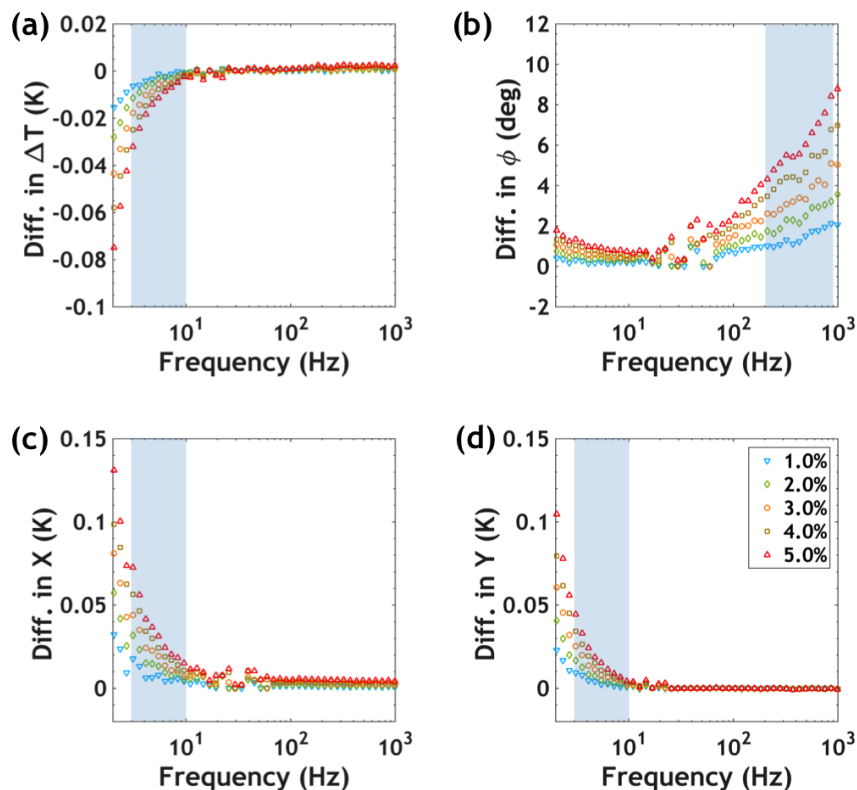 (a)
0.02
0
-0.02
-0.04
-0.06
-0.08
-0.1
Diff. in ΔT (K)
10¹ 10² 10³
Frequency (Hz)
(b)
12
10
8
6
4
2
0
-2
Diff. in ϕ (deg)
10¹ 10² 10³
Frequency (Hz)
(c)
0.15
0.1
0.05
0
Diff. in X (K)
10¹ 10² 10³
Frequency (Hz)
(d)
0.15
0.1
0.05
0
Diff. in Y (K)
10¹ 10² 10³
Frequency (Hz)
1.0%
2.0%
3.0%
4.0%
5.0%